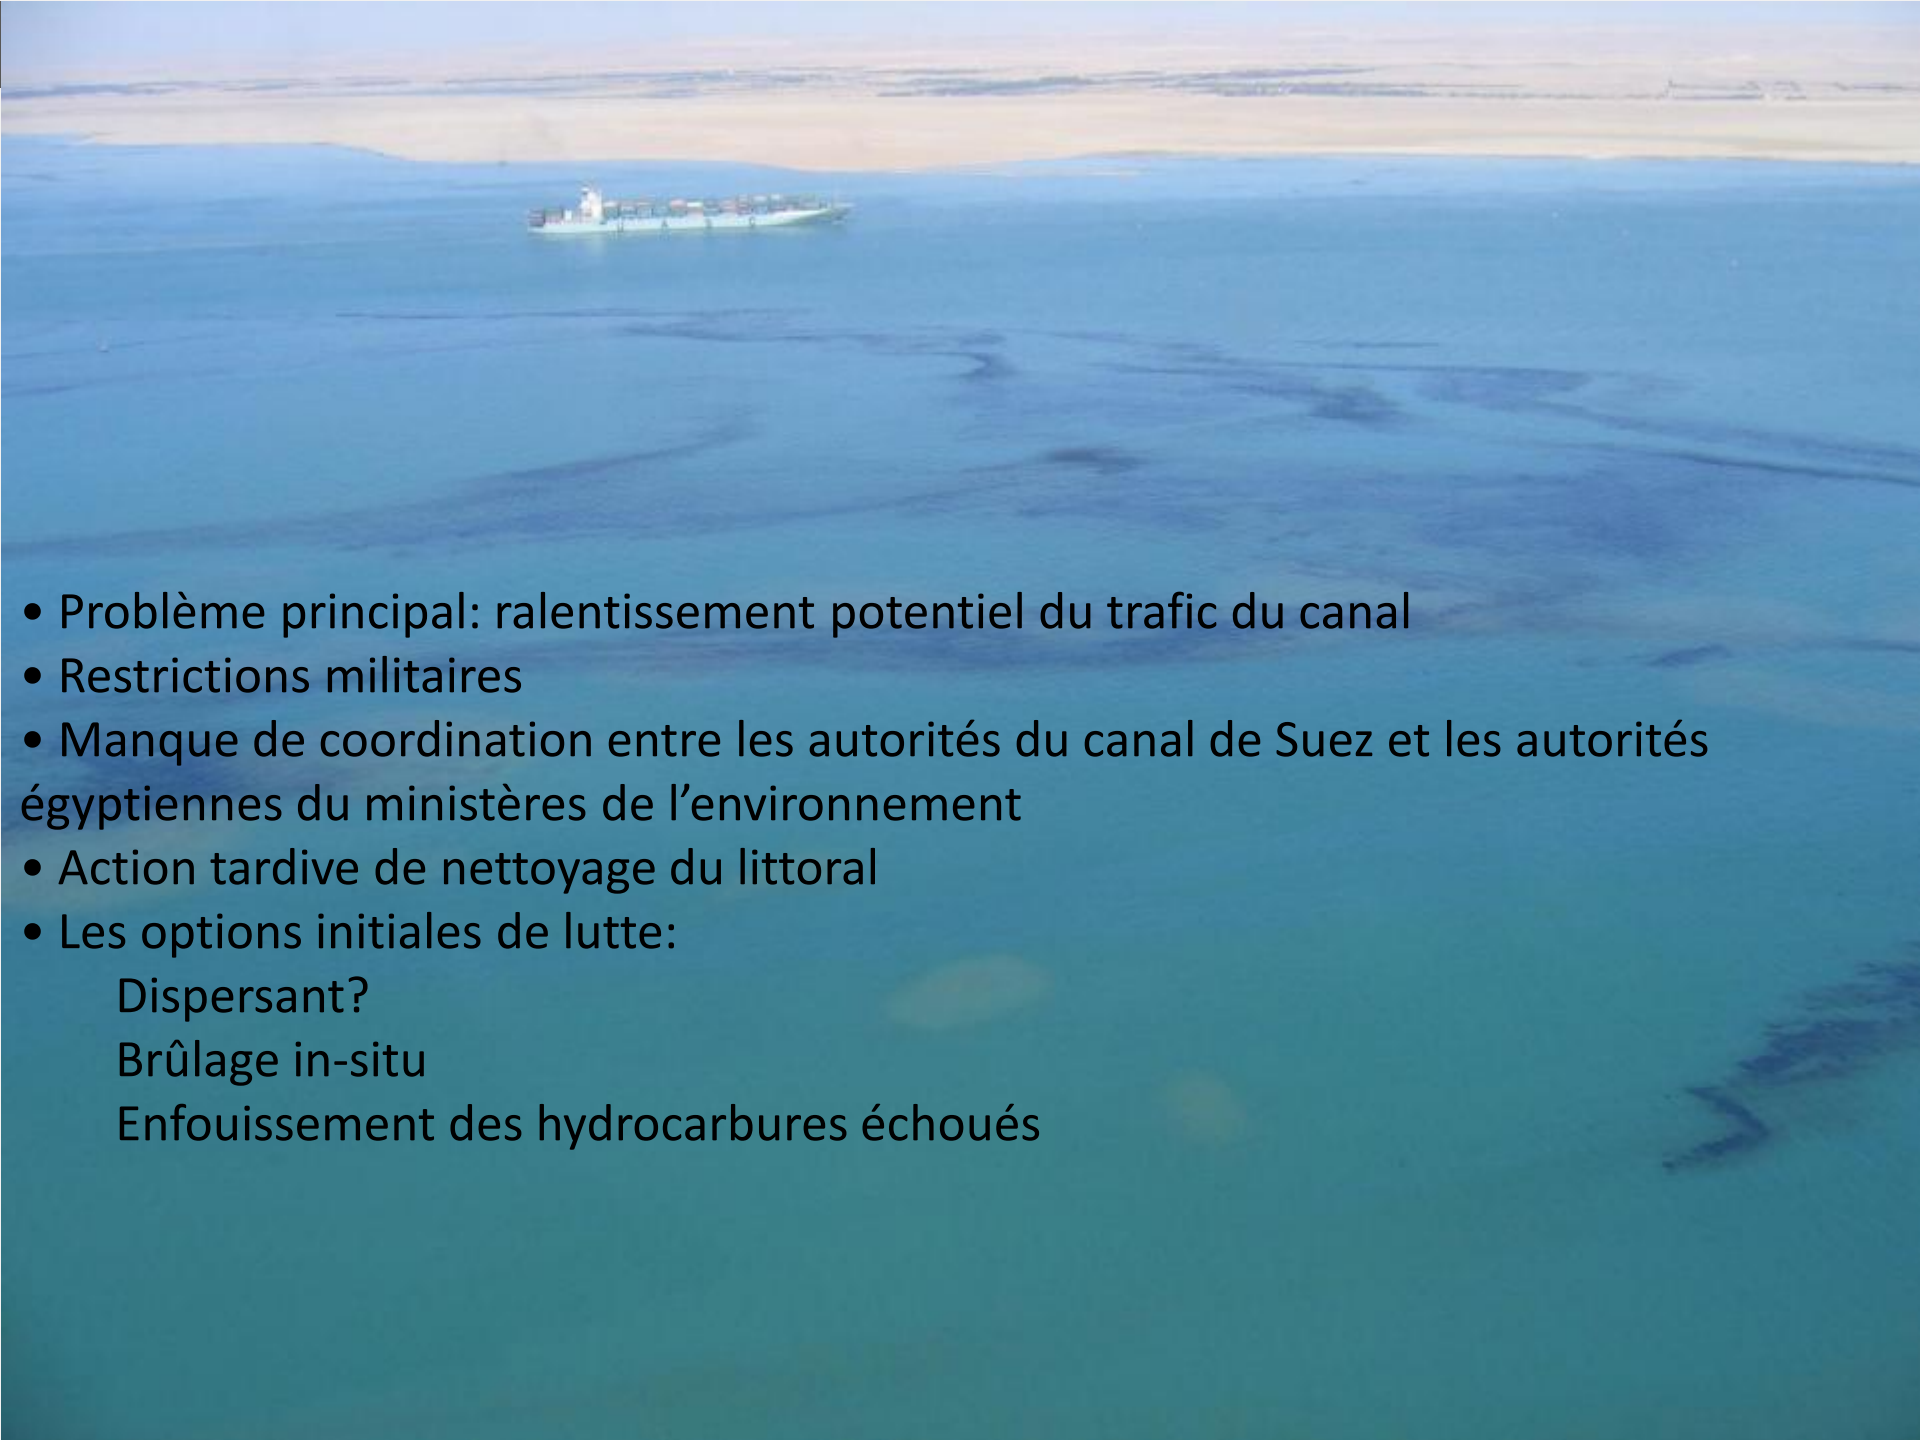 • Problème principal: ralentissement potentiel du trafic du canal
• Restrictions militaires
• Manque de coordination entre les autorités du canal de Suez et les autorités
égyptiennes du ministères de l’environnement
• Action tardive de nettoyage du littoral
• Les options initiales de lutte:
Dispersant?
Brûlage in-situ
Enfouissement des hydrocarbures échoués